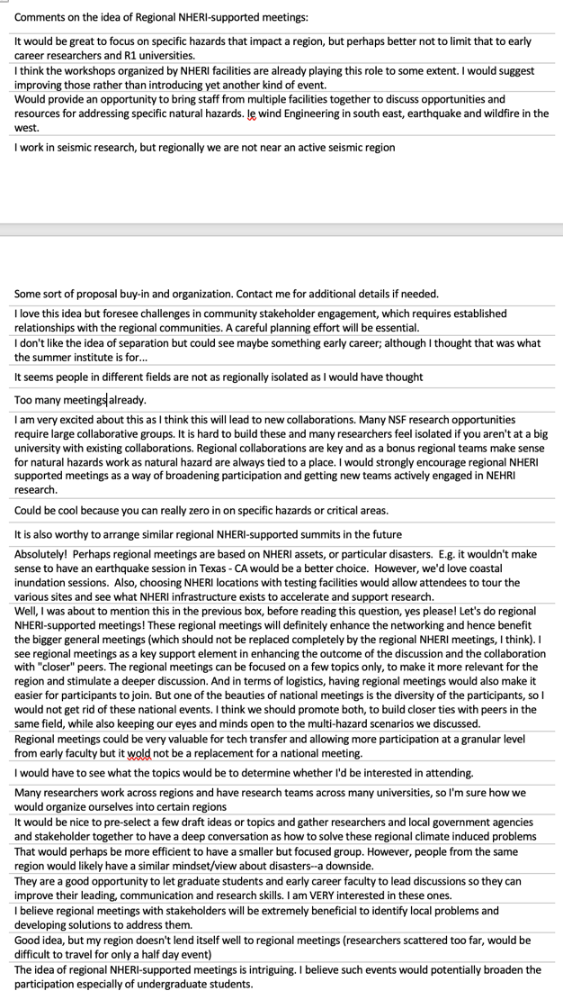 Comments on the idea of Regional NHERI-supported meetings:
It would be great to focus on specific hazards that impact a region, but perhaps better not to limit that to early
career researchers and R1 universities.
I think the workshops organized by NHERI facilities are already playing this role to some extent. I would suggest
improving those rather than introducing yet another kind of event.
Would provide an opportunity to bring staff from multiple facilities together to discuss opportunities and
resources for addressing specific natural hazards. Ie wind Engineering in south east, earthquake and wildfire in the
west.
I work in seismic research, but regionally we are not near an active seismic region
Some sort of proposal buy-in and organization. Contact me for additional details if needed.
I love this idea but foresee challenges in community stakeholder engagement, which requires established
relationships with the regional communities. A careful planning effort will be essential.
I don't like the idea of separation but could see maybe something early career; although I thought that was what
the summer institute is for...
It seems people in different fields are not as regionally isolated as I would have thought
Too many meetings already.
I am very excited about this as I think this will lead to new collaborations. Many NSF research opportunities
require large collaborative groups. It is hard to build these and many researchers feel isolated if you aren't at a big
university with existing collaborations. Regional collaborations are key and as a bonus regional teams make sense
for natural hazards work as natural hazard are always tied to a place. I would strongly encourage regional NHERI
supported meetings as a way of broadening participation and getting new teams actively engaged in NEHRI
research.
Could be cool because you can really zero in on specific hazards or critical areas.
It is also worthy to arrange similar regional NHERI-supported summits in the future
Absolutely! Perhaps regional meetings are based on NHERI assets, or particular disasters. E.g. it wouldn't make
sense to have an earthquake session in Texas - CA would be a better choice. However, we'd love coastal
inundation sessions. Also, choosing NHERI locations with testing facilities would allow attendees to tour the
various sites and see what NHERI infrastructure exists to accelerate and support research.
Well, I was about to mention this in the previous box, before reading this question, yes please! Let's do regional
NHERI-supported meetings! These regional meetings will definitely enhance the networking and hence benefit
the bigger general meetings (which should not be replaced completely by the regional NHERI meetings, I think). I
see regional meetings as a key support element in enhancing the outcome of the discussion and the collaboration
with "closer" peers. The regional meetings can be focused on a few topics only, to make it more relevant for the
region and stimulate a deeper discussion. And in terms of logistics, having regional meetings would also make it
easier for participants to join. But one of the beauties of national meetings is the diversity of the participants, so I
would not get rid of these national events. I think we should promote both, to build closer ties with peers in the
same field, while also keeping our eyes and minds open to the multi-hazard scenarios we discussed.
Regional meetings could be very valuable for tech transfer and allowing more participation at a granular level
from early faculty but it wold not be a replacement for a national meeting.
I would have to see what the topics would be to determine whether I'd be interested in attending.
Many researchers work across regions and have research teams across many universities, so I'm sure how we
would organize ourselves into certain regions
It would be nice to pre-select a few draft ideas or topics and gather researchers and local government agencies
and stakeholder together to have a deep conversation as how to solve these regional climate induced problems
That would perhaps be more efficient to have a smaller but focused group. However, people from the same
region would likely have a similar mindset/view about disasters--a downside.
They are a good opportunity to let graduate students and early career faculty to lead discussions so they can
improve their leading, communication and research skills. I am VERY interested in these ones.
I believe regional meetings with stakeholders will be extremely beneficial to identify local problems and
developing solutions to address them.
Good idea, but my region doesn't lend itself well to regional meetings (researchers scattered too far, would be
difficult to travel for only a half day event)
The idea of regional NHERI-supported meetings is intriguing. I believe such events would potentially broaden the
participation especially of undergraduate students.